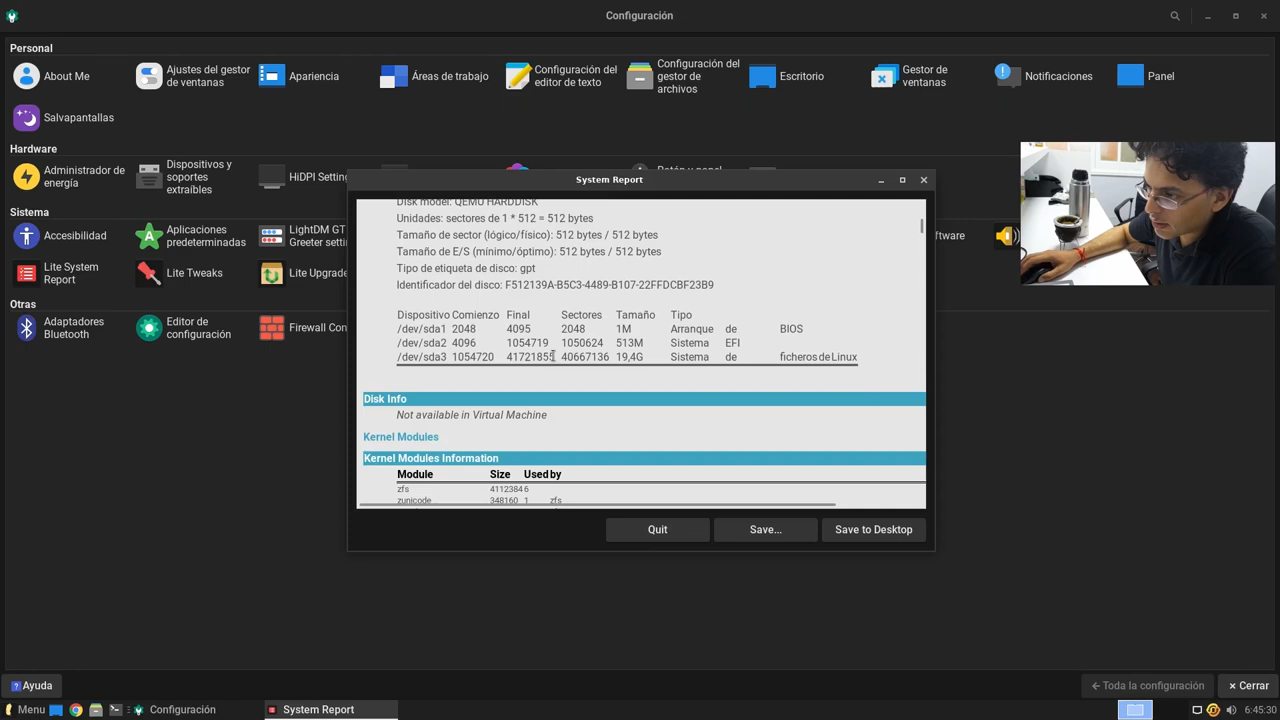 Configuración
Personal
About Me
Ajustes del gestor
de ventanas
Apariencia
Áreas de trabajo
Configuración del
editor de texto
Configuración del
gestor de
archivos
Escritorio
Gestor de
ventanas
Notificaciones
Panel
Salvapantallas
Hardware
Administrador de
energía
Dispositivos y
soportes
extraíbles
HiDPI Setting
Sistema
Accesibilidad
Aplicaciones
predeterminadas
LightDM GT
Greeter setti
oftware
Lite System
Report
Lite Tweaks
Lite Upgrade
Otras
Adaptadores
Bluetooth
Editor de
configuración
Firewall Con
System Report
Disk model: QEMU HARDDISK
Unidades: sectores de 1 * 512 = 512 bytes
Tamaño de sector (lógico/físico): 512 bytes / 512 bytes
Tamaño de E/S (mínimo/óptimo): 512 bytes / 512 bytes
Tipo de etiqueta de disco: gpt
Identificador del disco: F512139A-B5C3-4489-B107-22FFDCBF23B9
Dispositivo Comienzo Final Sectores Tamaño Tipo
/dev/sda1 2048 4095 2048 1M Arranque de BIOS
/dev/sda2 4096 1054719 1050624 513M Sistema EFI
/dev/sda3 1054720 41721855 40667136 19,4G Sistema de ficheros de Linux
Disk Info
Not available in Virtual Machine
Kernel Modules
Kernel Modules Information
Module Size Used by
zfs 4112384 6
zunicode 348160 1 zfs
Quit Save... Save to Desktop
Ayuda
Toda la configuración
Cerrar
Menu
Configuración
System Report
6:45:30